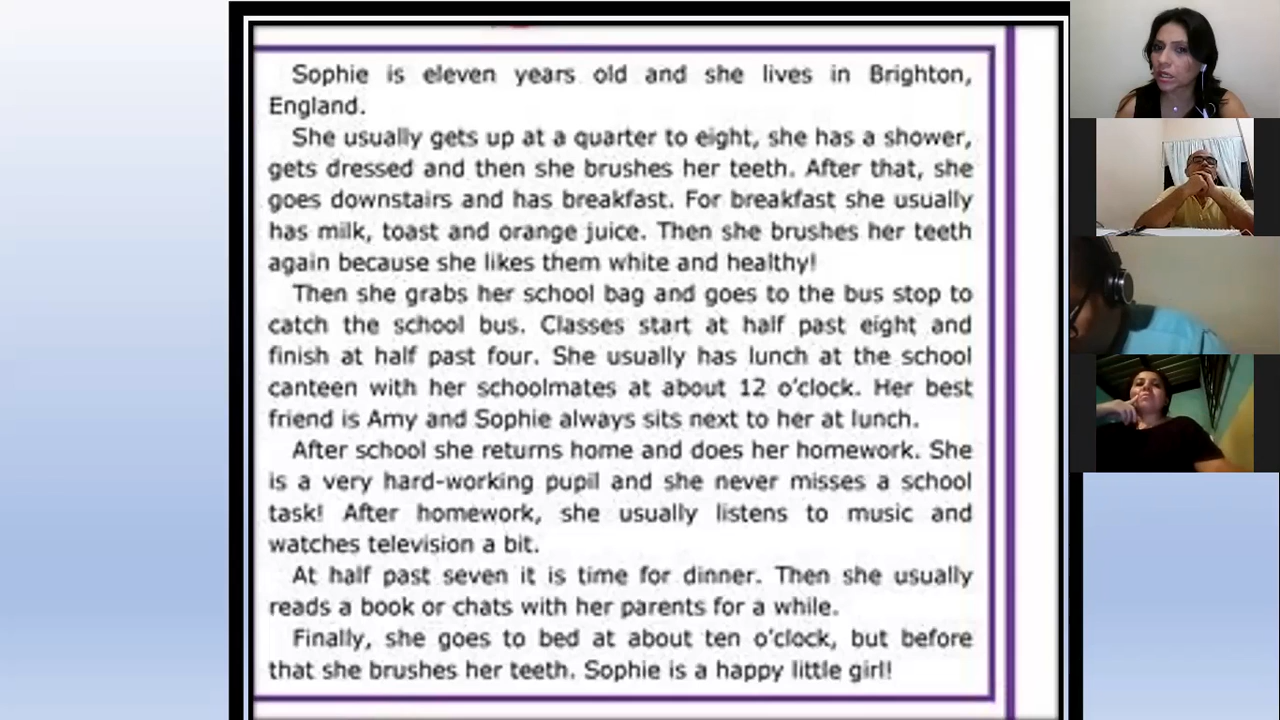 Sophie is eleven years old and she lives in Brighton,
England.
She usually gets up at a quarter to eight, she has a shower,
gets dressed and then she brushes her teeth. After that, she
goes downstairs and has breakfast. For breakfast she usually
has milk, toast and orange juice. Then she brushes her teeth
again because she likes them white and healthy!
Then she grabs her school bag and goes to the bus stop to
catch the school bus. Classes start at half past eight and
finish at half past four. She usually has lunch at the school
canteen with her schoolmates at about 12 o'clock. Her best
friend is Amy and Sophie always sits next to her at lunch.
After school she returns home and does her homework. She
is a very hard-working pupil and she never misses a school
task! After homework, she usually listens to music and
watches television a bit.
At half past seven it is time for dinner. Then she usually
reads a book or chats with her parents for a while.
Finally, she goes to bed at about ten o'clock, but before
that she brushes her teeth. Sophie is a happy little girl!